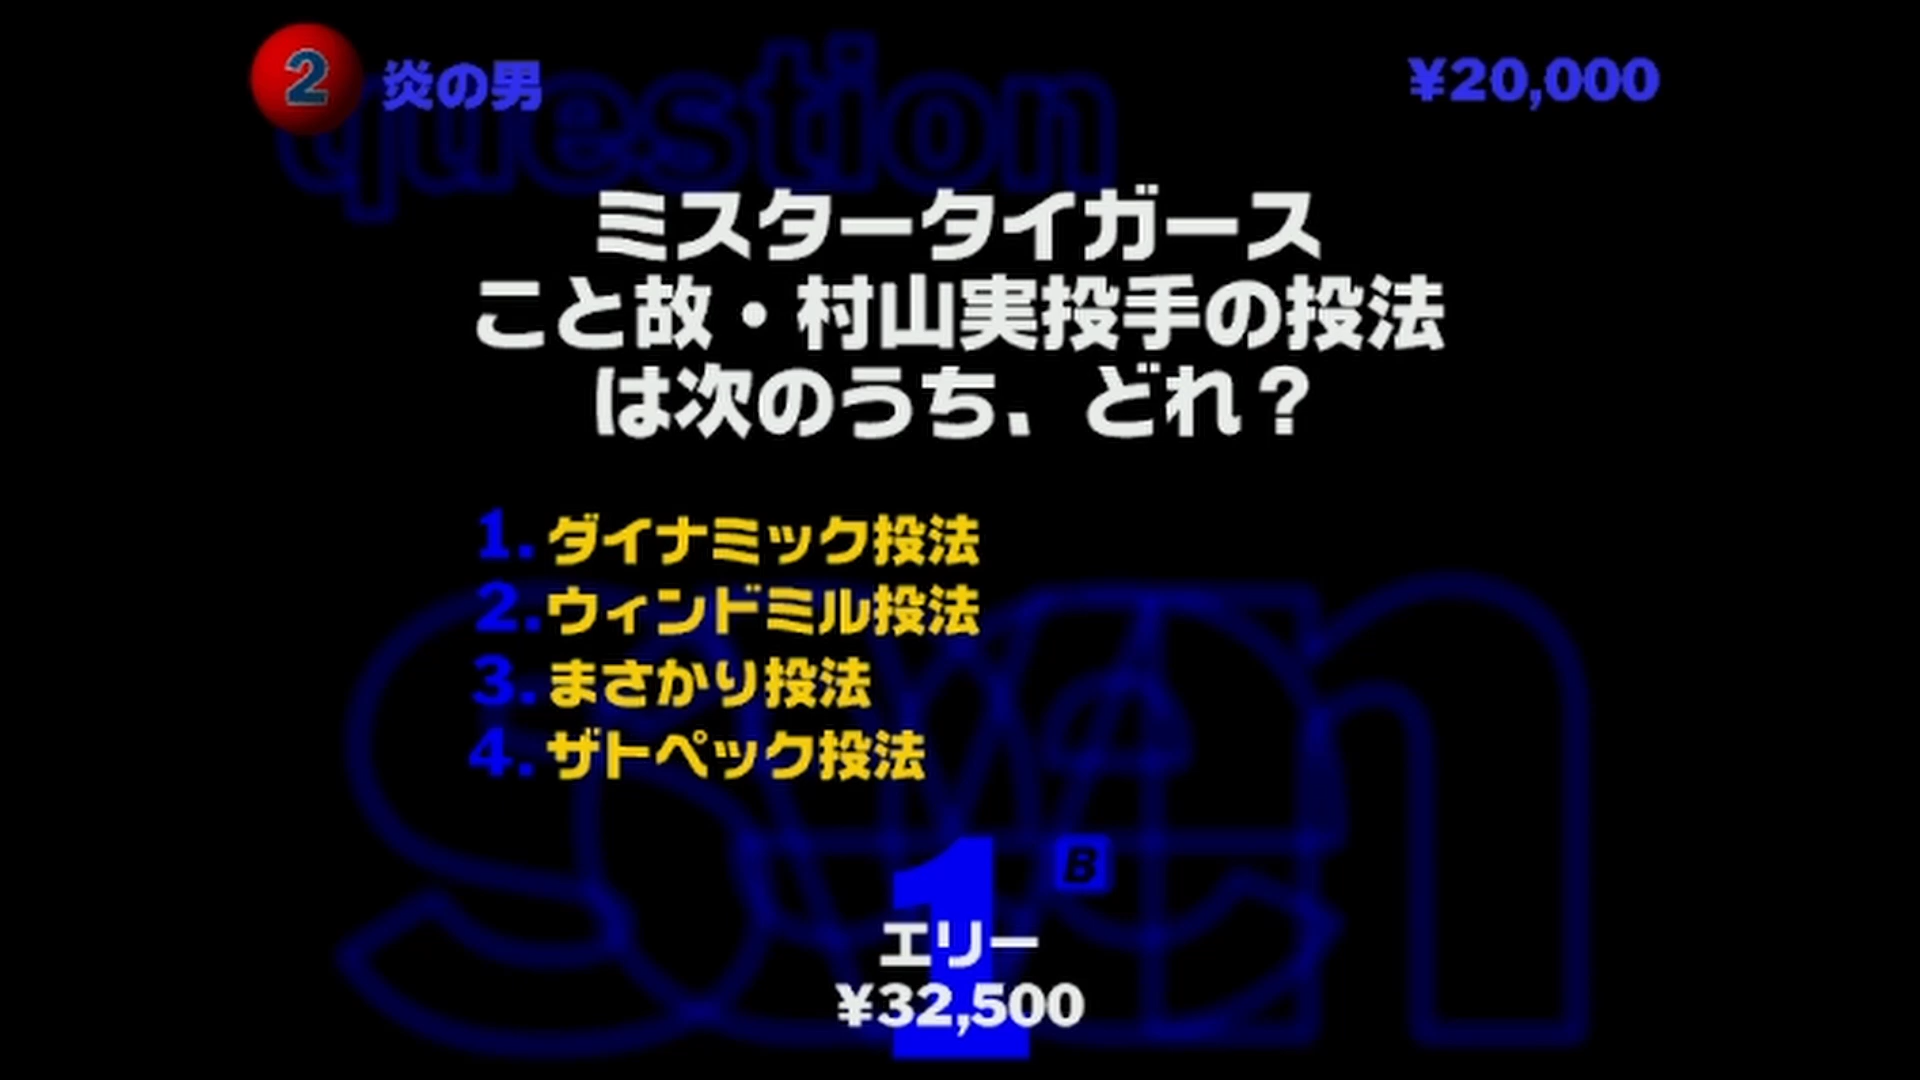 2 炎の男 ¥20,000
question
ミスタータイガース
こと故・村山実投手の投法
は次のうち、どれ？
1. ダイナミック投法
2. ウィンドミル投法
3. まさかり投法
4. ザトペック投法
1 B
エリー
¥32,500